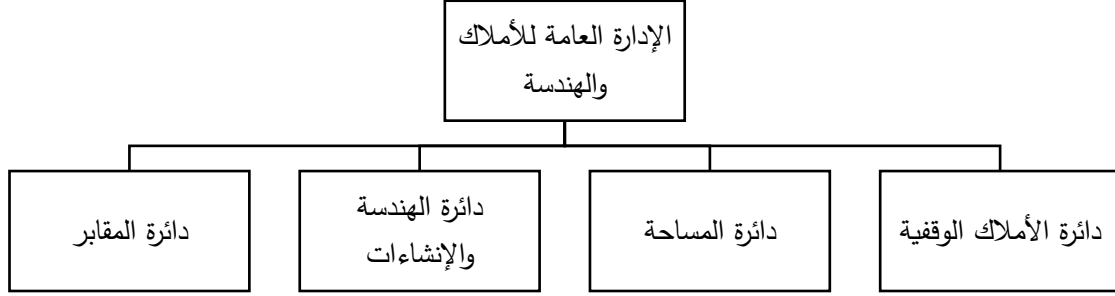 الإدارة العامة للأملاك
والهندسة
دائرة الأملاك الوقفية
دائرة المساحة
دائرة الهندسة
والإنشاءات
دائرة المقابر